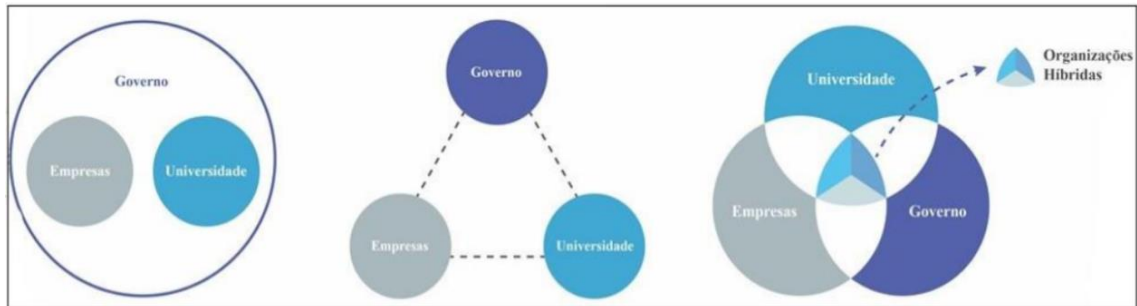 Governo
Empresas
Universidade
Governo
Empresas
Universidade
Universidade
Empresas
Governo
Organizações
Híbridas